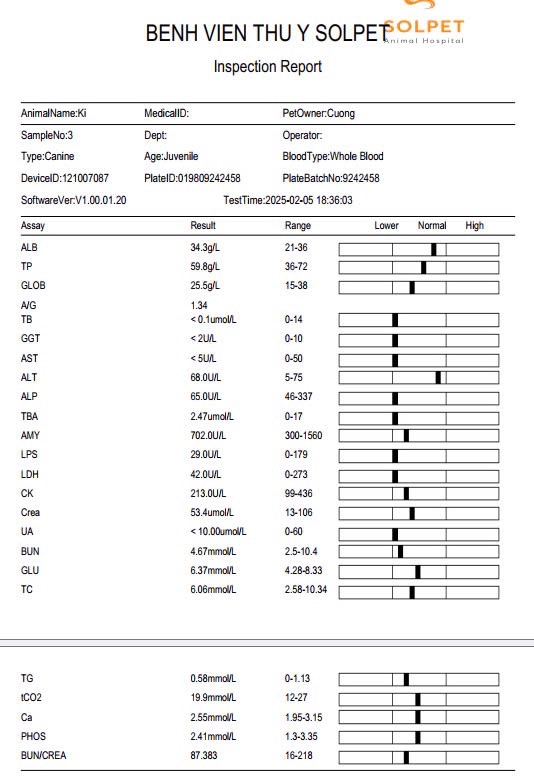 SOLPET
Animal Hospital
BENH VIEN THU Y SOLPET
Inspection Report
AnimalName:Ki MedicalID: PetOwner:Cuong
SampleNo:3 Dept: Operator:
Type:Canine Age:Juvenile BloodType:Whole Blood
DeviceID:121007087 PlateID:019809242458 PlateBatchNo:9242458
SoftwareVer:V1.00.01.20 TestTime:2025-02-05 18:36:03
Assay Result Range Lower Normal High
ALB 34.3g/L 21-36
TP 59.8g/L 36-72
GLOB 25.5g/L 15-38
A/G 1.34
TB < 0.1umol/L 0-14
GGT < 2U/L 0-10
AST < 5U/L 0-50
ALT 68.0U/L 5-75
ALP 65.0U/L 46-337
TBA 2.47umol/L 0-17
AMY 702.0U/L 300-1560
LPS 29.0U/L 0-179
LDH 42.0U/L 0-273
CK 213.0U/L 99-436
Crea 53.4umol/L 13-106
UA < 10.00umol/L 0-60
BUN 4.67mmol/L 2.5-10.4
GLU 6.37mmol/L 4.28-8.33
TC 6.06mmol/L 2.58-10.34
TG 0.58mmol/L 0-1.13
tCO2 19.9mmol/L 12-27
Ca 2.55mmol/L 1.95-3.15
PHOS 2.41mmol/L 1.3-3.35
BUN/CREA 87.383 16-218